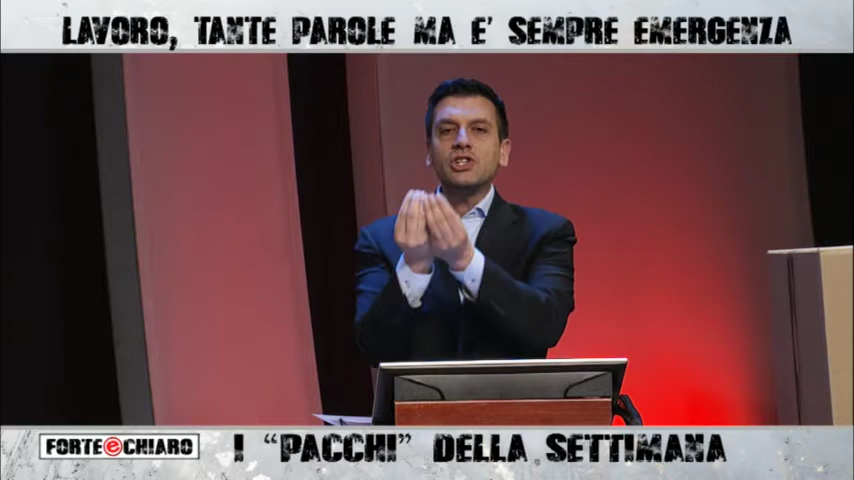 LAVORO, TANTE PAROLE MA E' SEMPRE EMERGENZA
FORTE e CHIARO
I "PACCHI" DELLA SETTIMANA